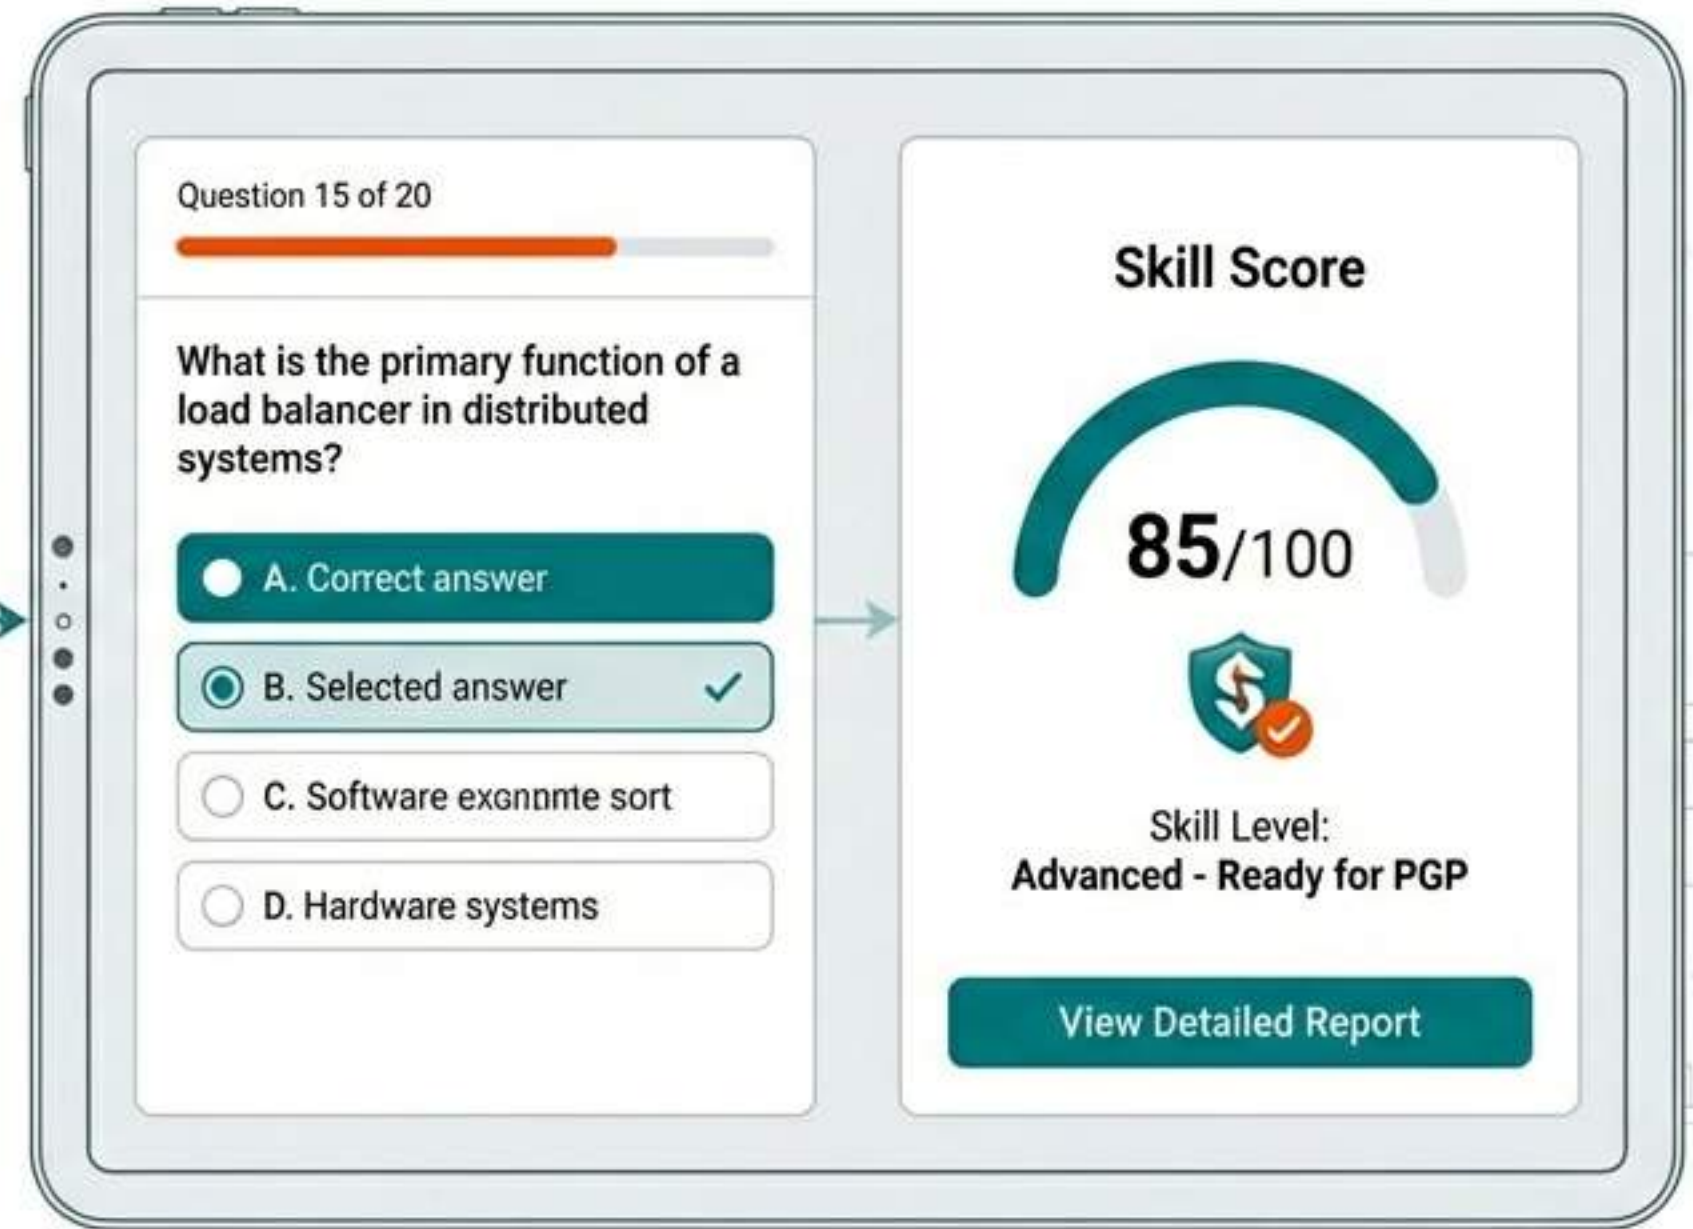 Question 15 of 20
What is the primary function of a
load balancer in distributed
systems?
A. Correct answer
B. Selected answer
C. Software sort
D. Hardware systems
Skill Score
85/100
Skill Level:
Advanced - Ready for PGP
View Detailed Report